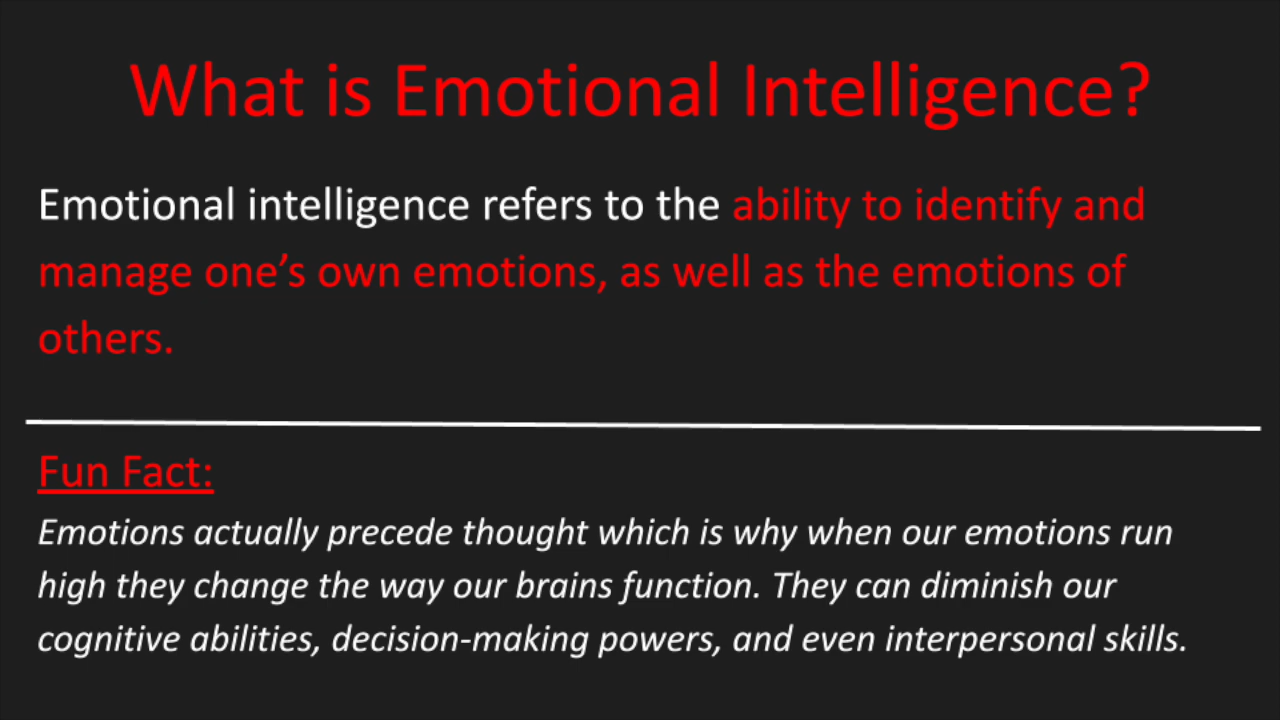 What is Emotional Intelligence?
Emotional intelligence refers to the ability to identify and
manage one’s own emotions, as well as the emotions of
others.
Fun Fact:
Emotions actually precede thought which is why when our emotions run
high they change the way our brains function. They can diminish our
cognitive abilities, decision-making powers, and even interpersonal skills.